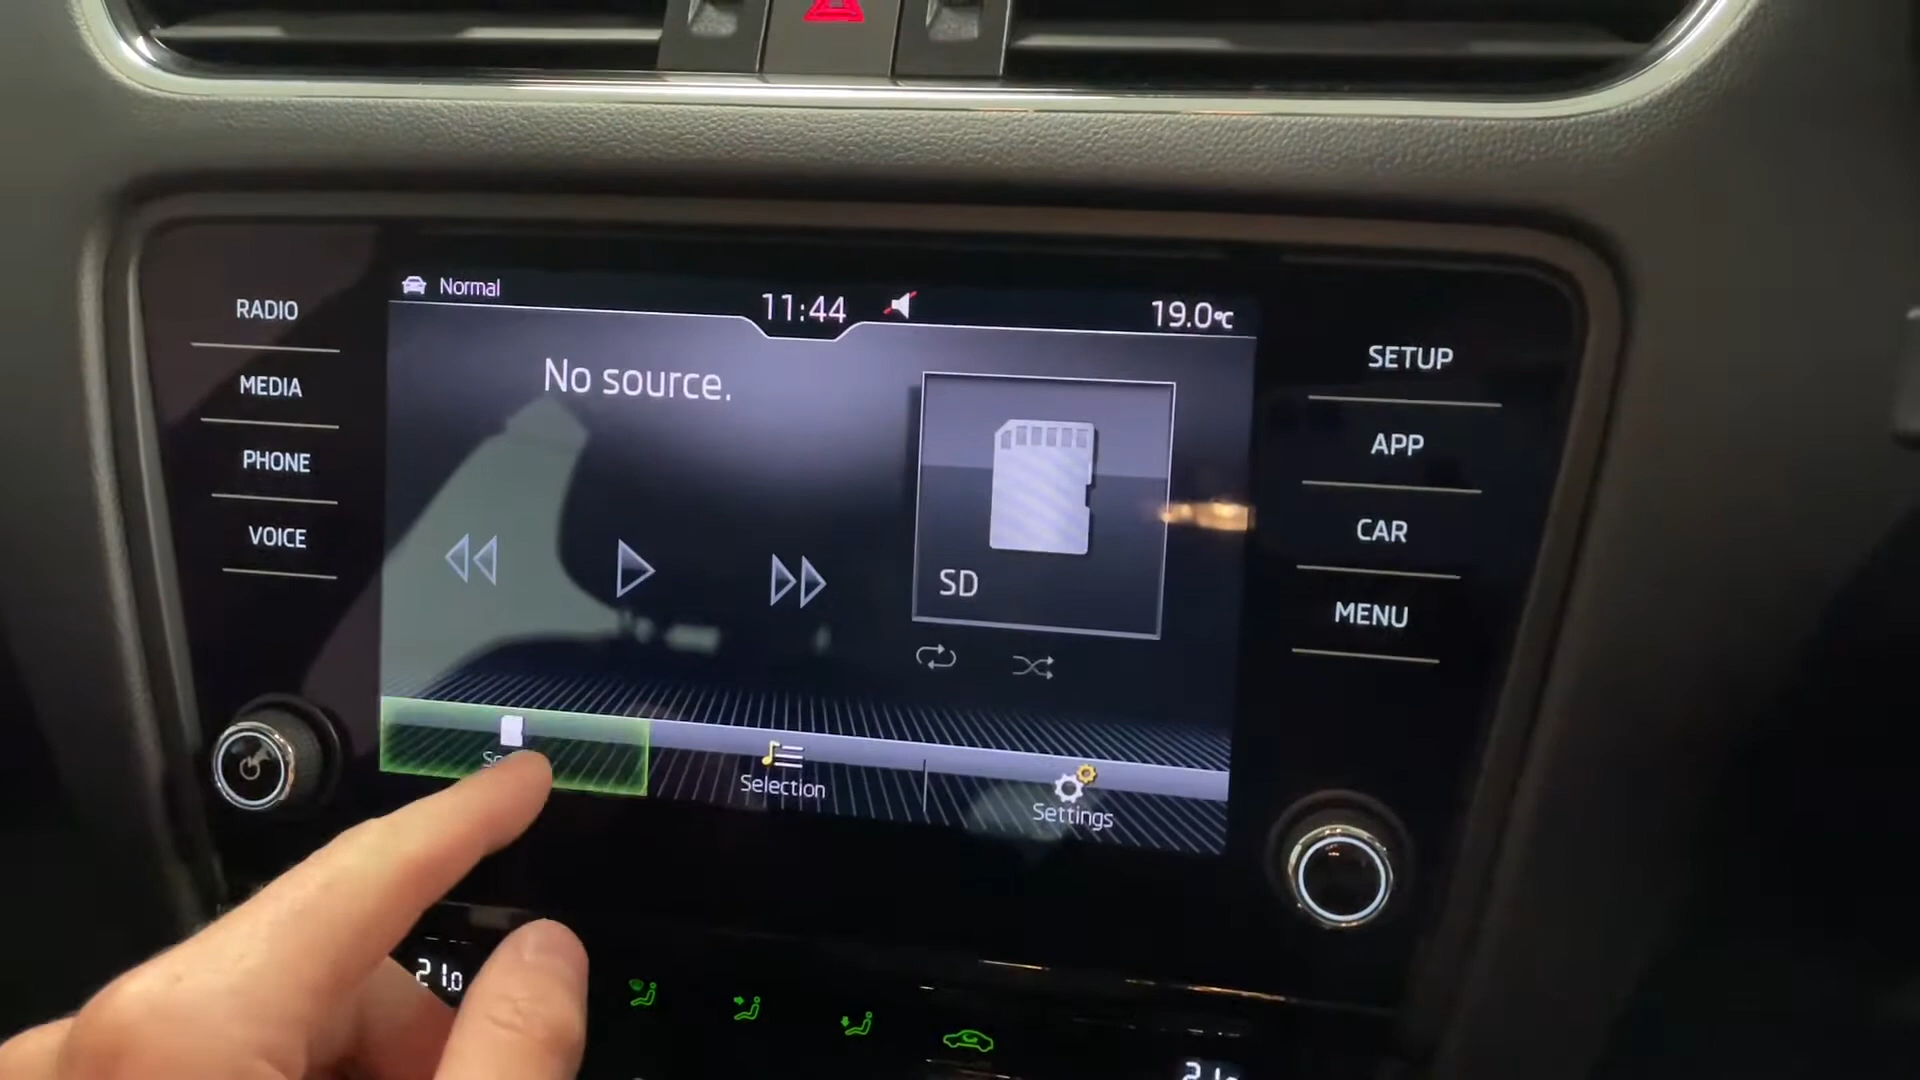 Normal
11:44
19.0°C
RADIO
MEDIA
PHONE
VOICE
No source.
SD
SETUP
APP
CAR
MENU
Selection
Settings
21.0